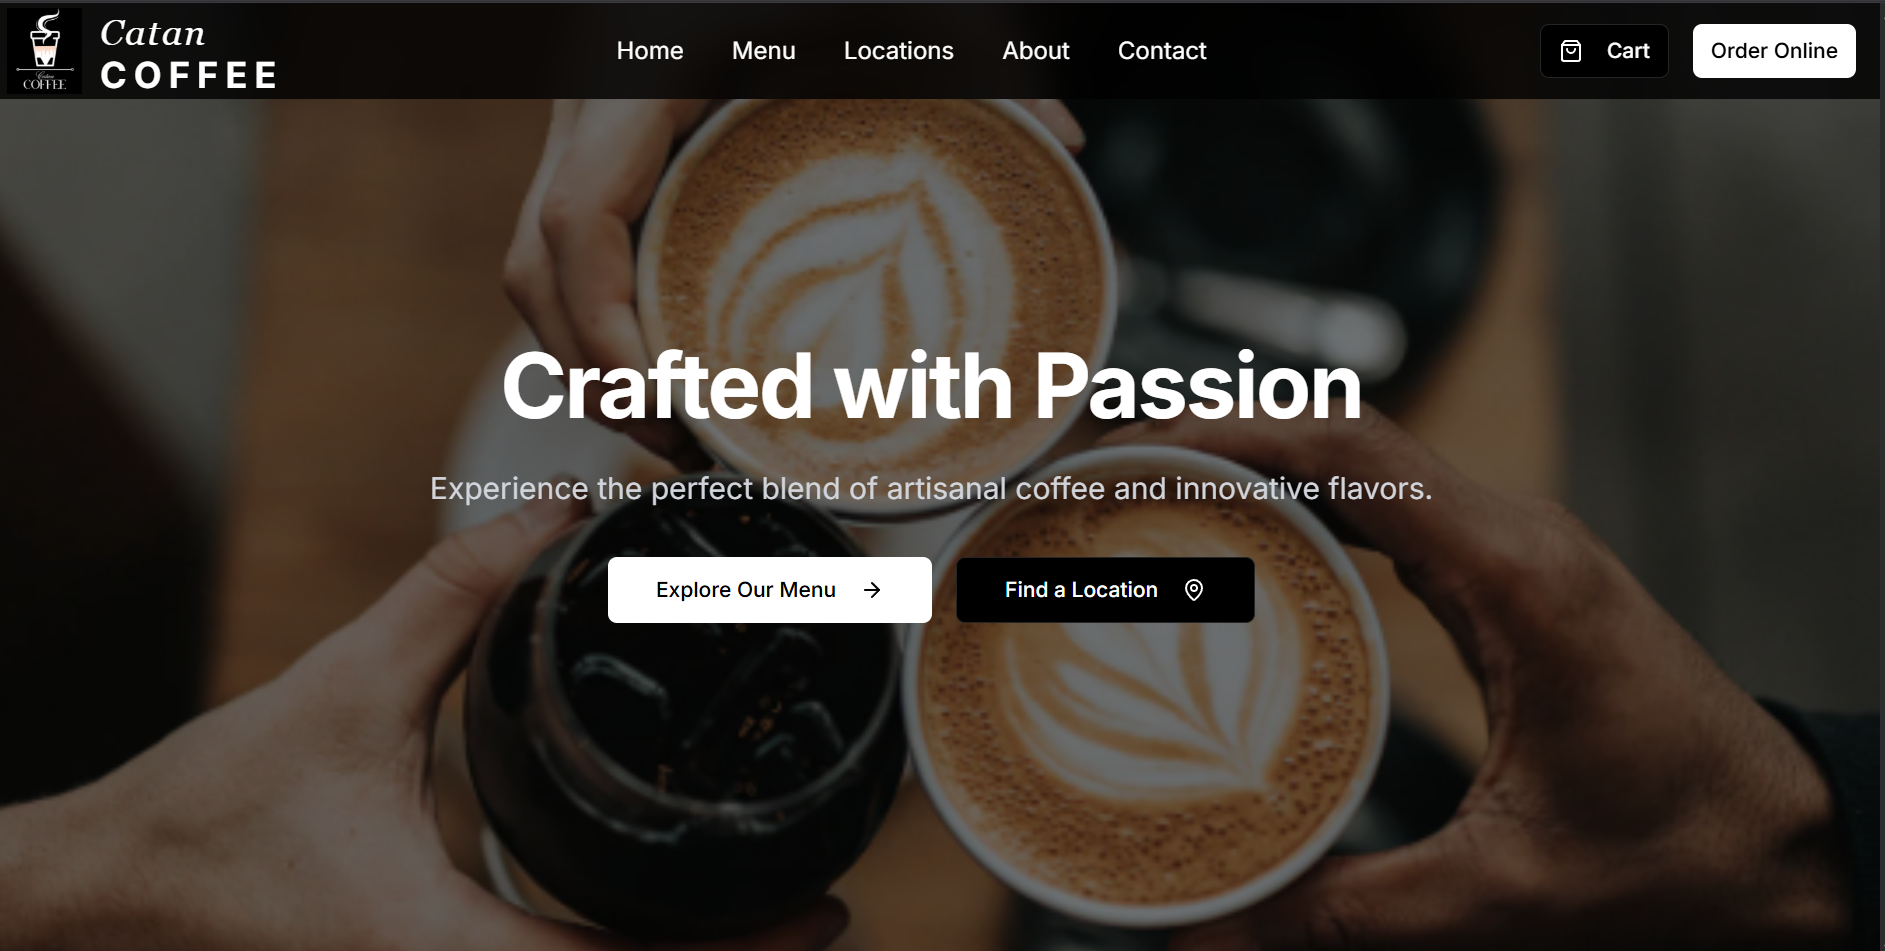 Catan
COFFEE
Catan
COFFEE
Home Menu Locations About Contact
Cart
Order Online
Crafted with Passion
Experience the perfect blend of artisanal coffee and innovative flavors.
Explore Our Menu
Find a Location